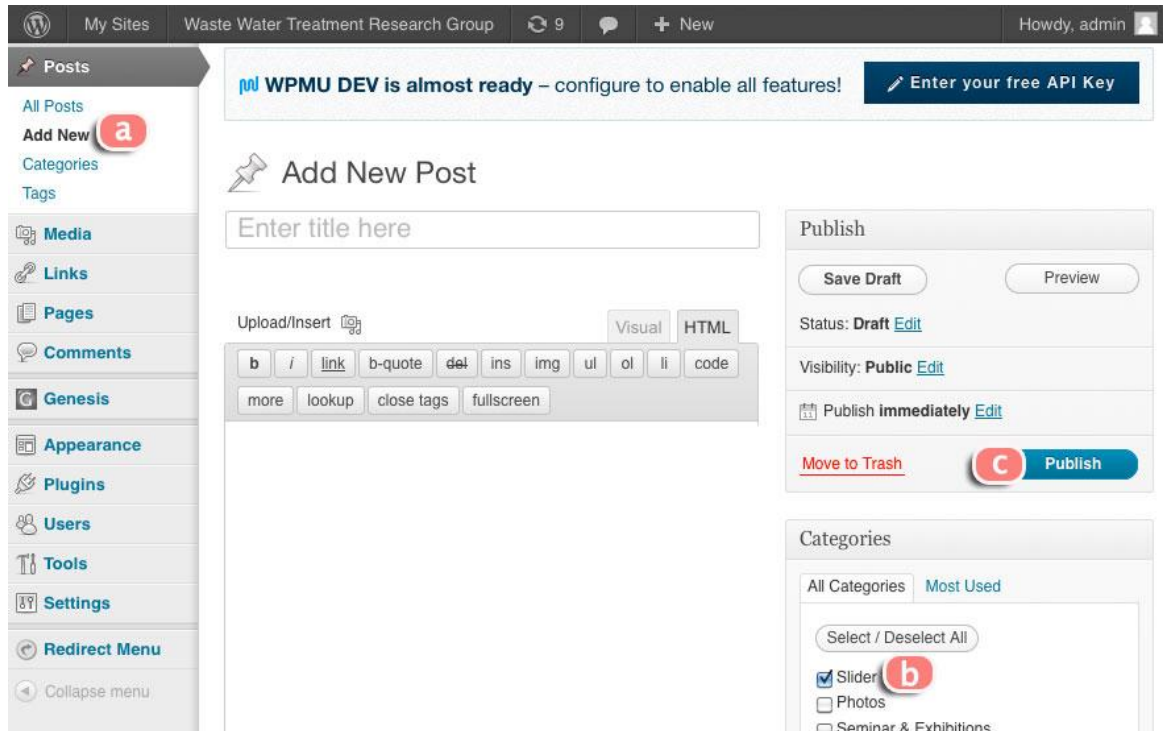 My Sites Waste Water Treatment Research Group 9 + New Howdy, admin
Posts
All Posts
Add New a
Categories
Tags
Media
Links
Pages
Comments
Genesis
Appearance
Plugins
Users
Tools
Settings
Redirect Menu
Collapse menu
WPMU DEV is almost ready – configure to enable all features! Enter your free API Key
Add New Post
Enter title here
Upload/Insert Visual HTML
b i link b-quote del ins img ul ol li code
more lookup close tags fullscreen
Publish
Save Draft Preview
Status: Draft Edit
Visibility: Public Edit
11 Publish immediately Edit
Move to Trash c Publish
Categories
All Categories Most Used
Select / Deselect All
Slider b
Photos
Seminar & Exhibitions